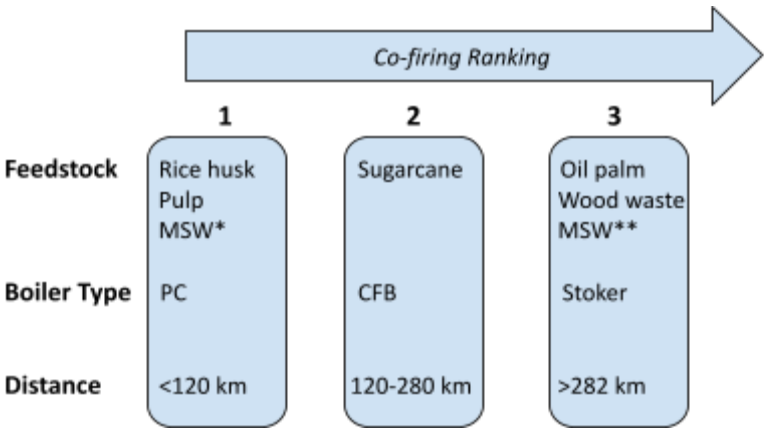 Co-firing Ranking
1 2 3
Feedstock Rice husk Sugarcane Oil palm
Pulp Wood waste
MSW* MSW**
Boiler Type PC CFB Stoker
Distance <120 km 120-280 km >282 km